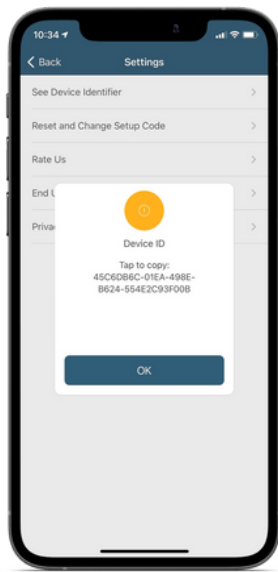 10:34
Back Settings
See Device Identifier
Reset and Change Setup Code
Rate Us
End U
Priva
Device ID
Tap to copy:
45C6DB6C-01EA-498E-
B624-554E2C93F00B
OK